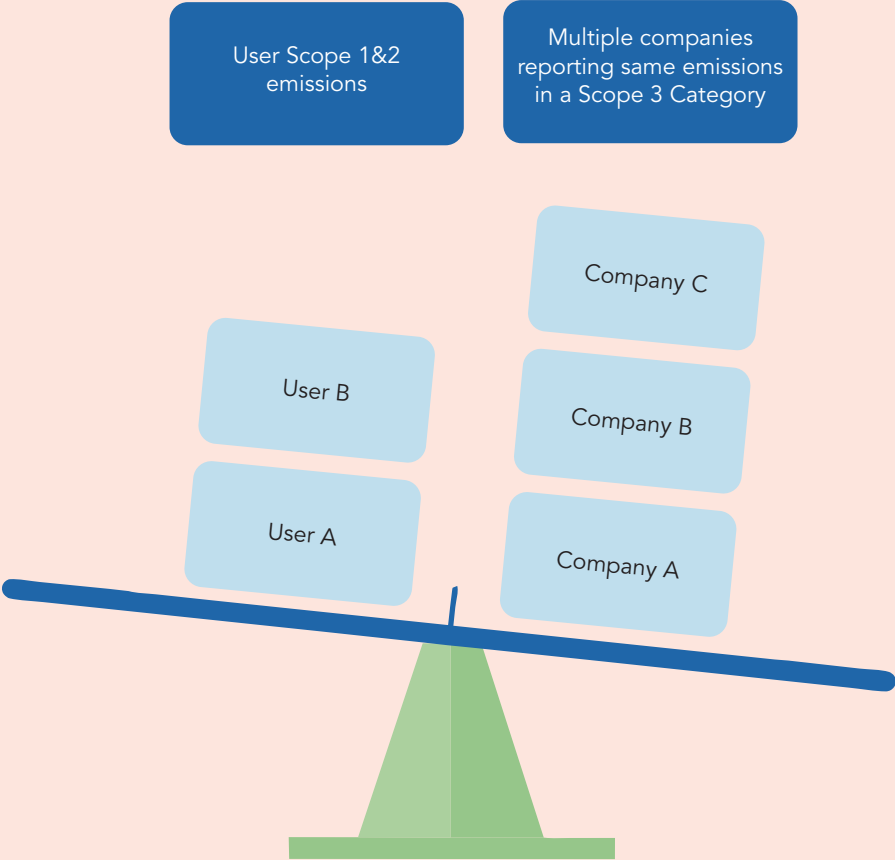 User Scope 1&2
emissions
Multiple companies
reporting same emissions
in a Scope 3 Category
Company C
User B
Company B
User A
Company A